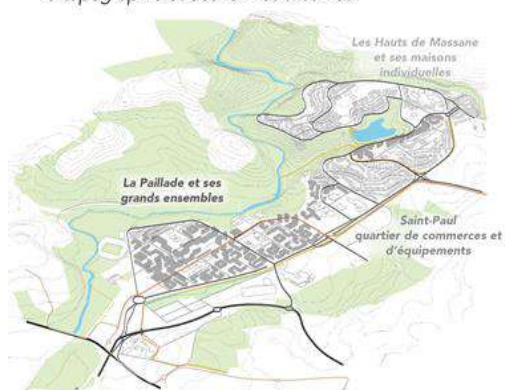 Les Hauts de Massane
et ses maisons
individuelles
La Paillade et ses
grands ensembles
Saint-Paul
quartier de commerces et
d'équipements